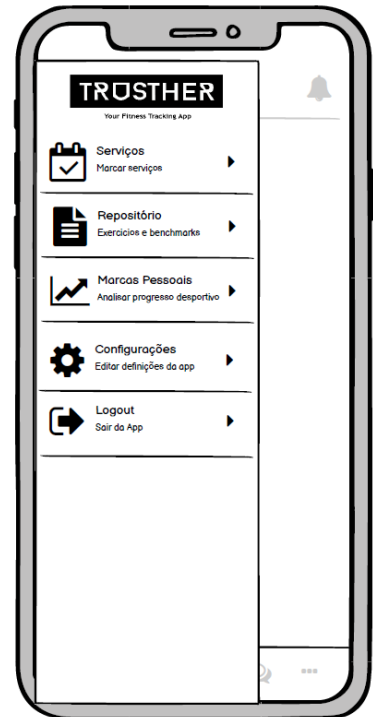 TRUSTHER
Your Fitness Tracking App
Serviços
Marcar serviços
Repositório
Exercicios e benchmarks
Marcas Pessoais
Analisar progresso desportivo
Configurações
Editar definições da app
Logout
Sair da App